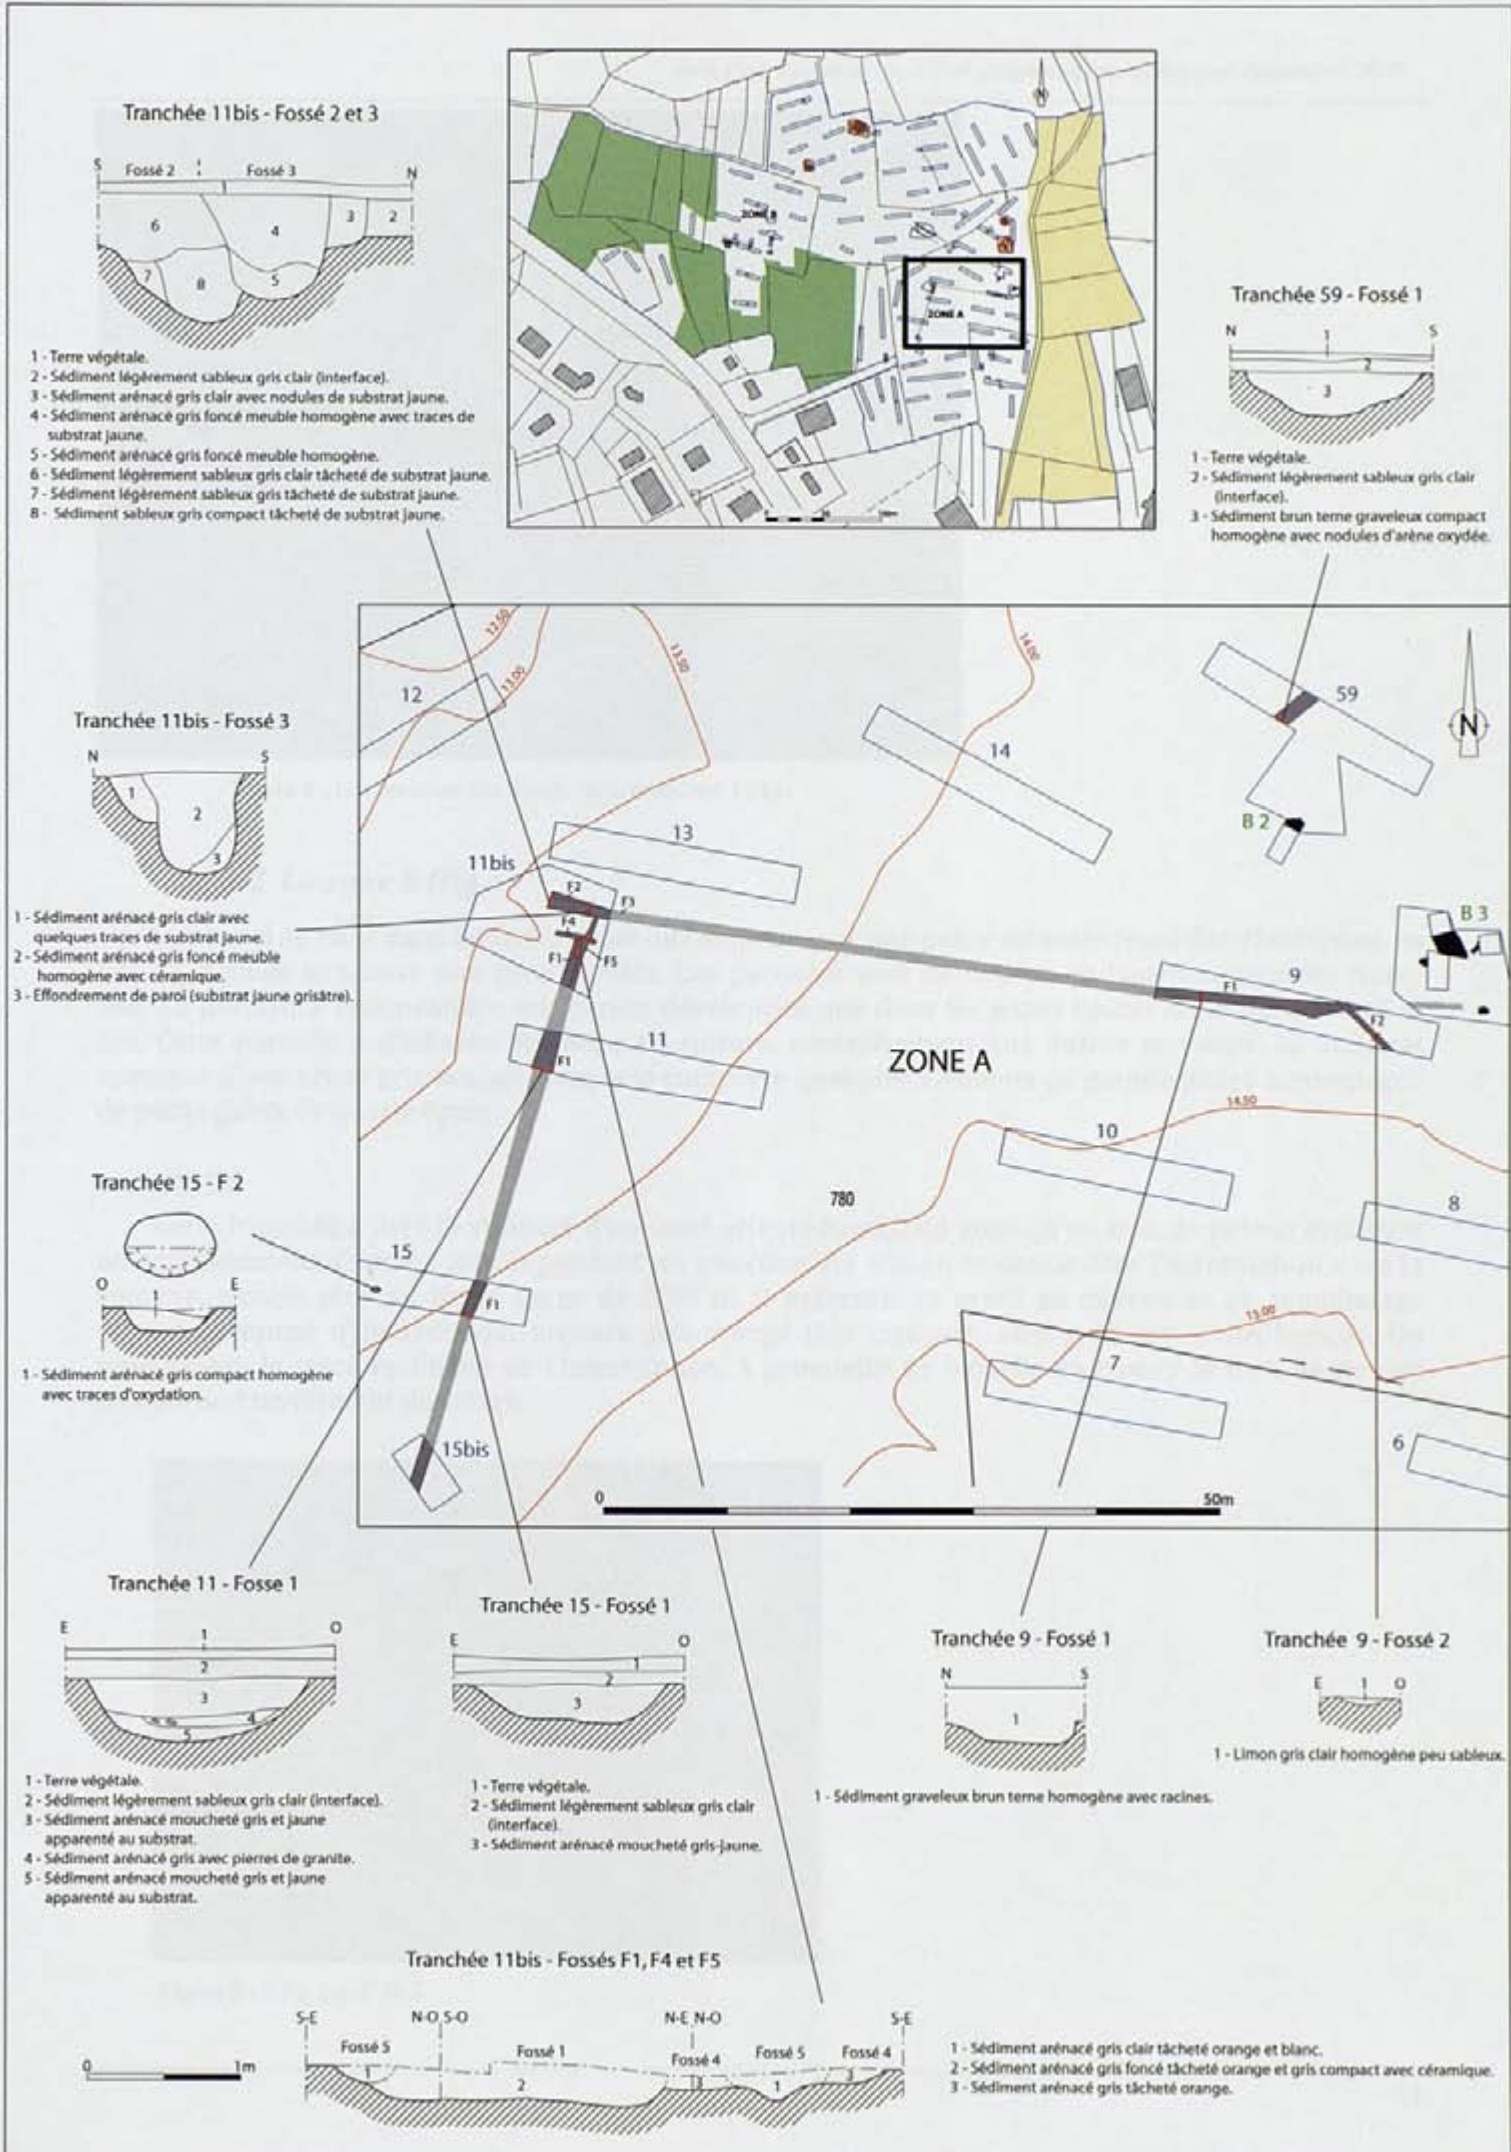 Tranchée 11bis - Fossé 2 et 3
S Fossé 2 Fossé 3 N
1
6 4 3 2
7 8 5
1 - Terre végétale.
2 - Sédiment légèrement sableux gris clair (interface).
3 - Sédiment arénacé gris clair avec nodules de substrat jaune.
4 - Sédiment arénacé gris foncé meuble homogène avec traces de
substrat jaune.
5 - Sédiment arénacé gris foncé meuble homogène.
6 - Sédiment légèrement sableux gris clair tâcheté de substrat jaune.
7 - Sédiment légèrement sableux gris tâcheté de substrat jaune.
8 - Sédiment sableux gris compact tâcheté de substrat jaune.
ZONE B
ZONE A
Tranchée 59 - Fossé 1
N 1 S
2
3
1 - Terre végétale.
2 - Sédiment légèrement sableux gris clair
(interface).
3 - Sédiment brun terne graveleux compact
homogène avec nodules d'arène oxydée.
Tranchée 11bis - Fossé 3
N S
1
2
3
1 - Sédiment arénacé gris clair avec
quelques traces de substrat jaune.
2 - Sédiment arénacé gris foncé meuble
homogène avec céramique.
3 - Effondrement de paroi (substrat jaune grisâtre).
Tranchée 15 - F 2
O 1 E
1 - Sédiment arénacé gris compact homogène
avec traces d'oxydation.
12.50
13.00
13.50
14.00
12
14
59
N
B 2
13
11bis
F2
F3
F4
F1
F5
B 3
9
F1
F2
11
F1
ZONE A
14.50
10
780
8
15
F1
15.00
7
15bis
6
0 50m
Tranchée 11 - Fosse 1
E 1 O
2
3
4
5
1 - Terre végétale.
2 - Sédiment légèrement sableux gris clair (interface).
3 - Sédiment arénacé moucheté gris et jaune
apparenté au substrat.
4 - Sédiment arénacé gris avec pierres de granite.
5 - Sédiment arénacé moucheté gris et jaune
apparenté au substrat.
Tranchée 15 - Fossé 1
E O
1
2
3
1 - Terre végétale.
2 - Sédiment légèrement sableux gris clair
(interface).
3 - Sédiment arénacé moucheté gris-jaune.
Tranchée 9 - Fossé 1
N S
1
1 - Sédiment graveleux brun terne homogène avec racines.
Tranchée 9 - Fossé 2
E 1 O
1 - Limon gris clair homogène peu sableux.
Tranchée 11bis - Fossés F1, F4 et F5
S-E N-O S-O N-E N-O S-E
Fossé 5 Fossé 1 Fossé 4 Fossé 5 Fossé 4
1 2 3 1 3
0 1m
1 - Sédiment arénacé gris clair tâcheté orange et blanc.
2 - Sédiment arénacé gris foncé tâcheté orange et gris compact avec céramique.
3 - Sédiment arénacé gris tâcheté orange.